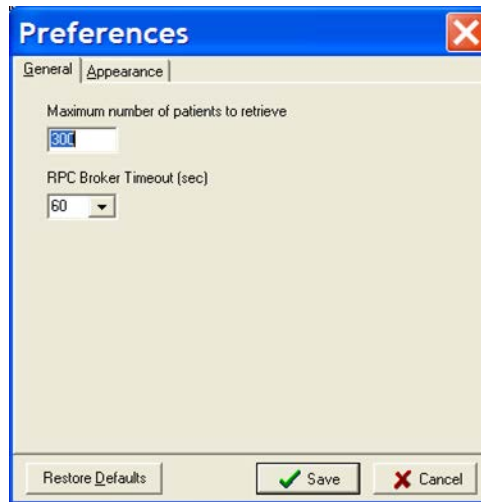 Preferences
General Appearance
Maximum number of patients to retrieve
300
RPC Broker Timeout (sec)
60
Restore Defaults Save Cancel